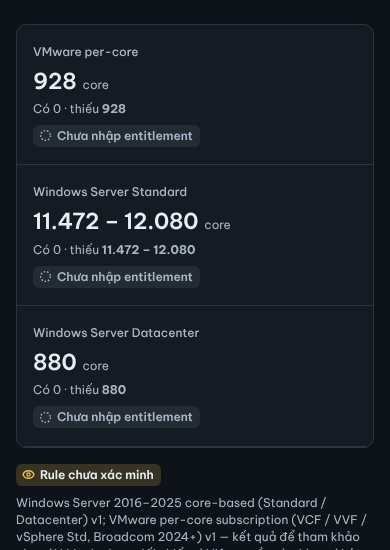 VMware per-core
928 core
Có 0 · thiếu 928
Chưa nhập entitlement
Windows Server Standard
11.472 – 12.080 core
Có 0 · thiếu 11.472 – 12.080
Chưa nhập entitlement
Windows Server Datacenter
880 core
Có 0 · thiếu 880
Chưa nhập entitlement
Rule chưa xác minh
Windows Server 2016–2025 core-based (Standard /
Datacenter) v1; VMware per-core subscription (VCF / VVF /
vSphere Std, Broadcom 2024+) v1 — kết quả để tham khảo